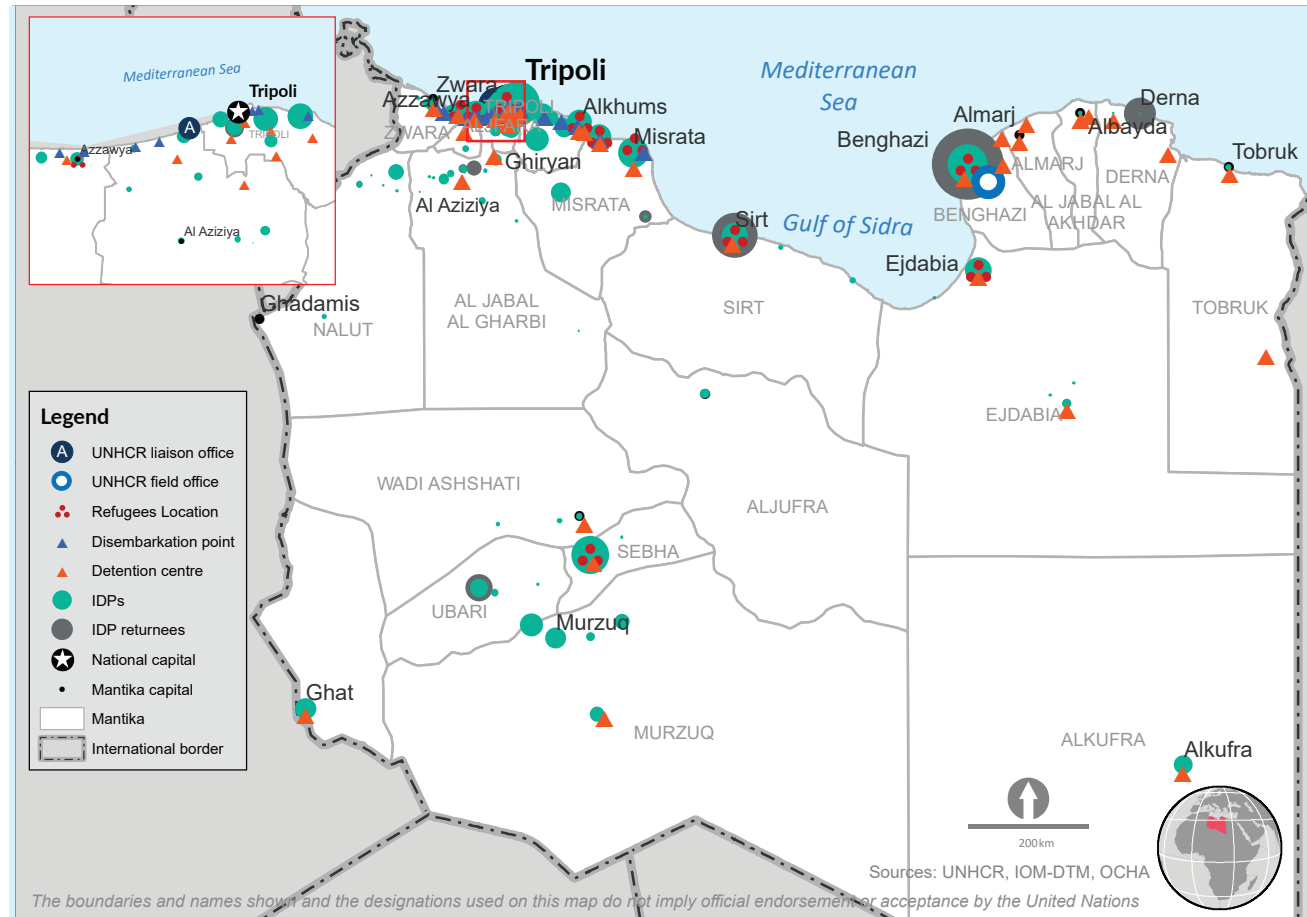 Mediterranean Sea
Tripoli
TRIPOLI
Azzawya
Al Aziziya
A
Zwara
Tripoli
Azzawya
TRIPOLI
ZWARA
ALJFARA
Alkhums
Misrata
Ghiryan
Al Aziziya
MISRATA
Mediterranean
Sea
Almarj
Derna
Benghazi
Albayda
Tobruk
ALMARJ
DERNA
BENGHAZI
AL JABAL AL
AKHDAR
Sirt
Gulf of Sidra
Ejdabia
Ghadamis
NALUT
AL JABAL
AL GHARBI
SIRT
TOBRUK
EJDABIA
WADI ASHSHATI
ALJUFRA
SEBHA
UBARI
Murzuq
Ghat
MURZUQ
ALKUFRA
Alkufra
Legend
A UNHCR liaison office
UNHCR field office
Refugees Location
Disembarkation point
Detention centre
IDPs
IDP returnees
National capital
Mantika capital
Mantika
International border
200km
Sources: UNHCR, IOM-DTM, OCHA
The boundaries and names shown and the designations used on this map do not imply official endorsement or acceptance by the United Nations